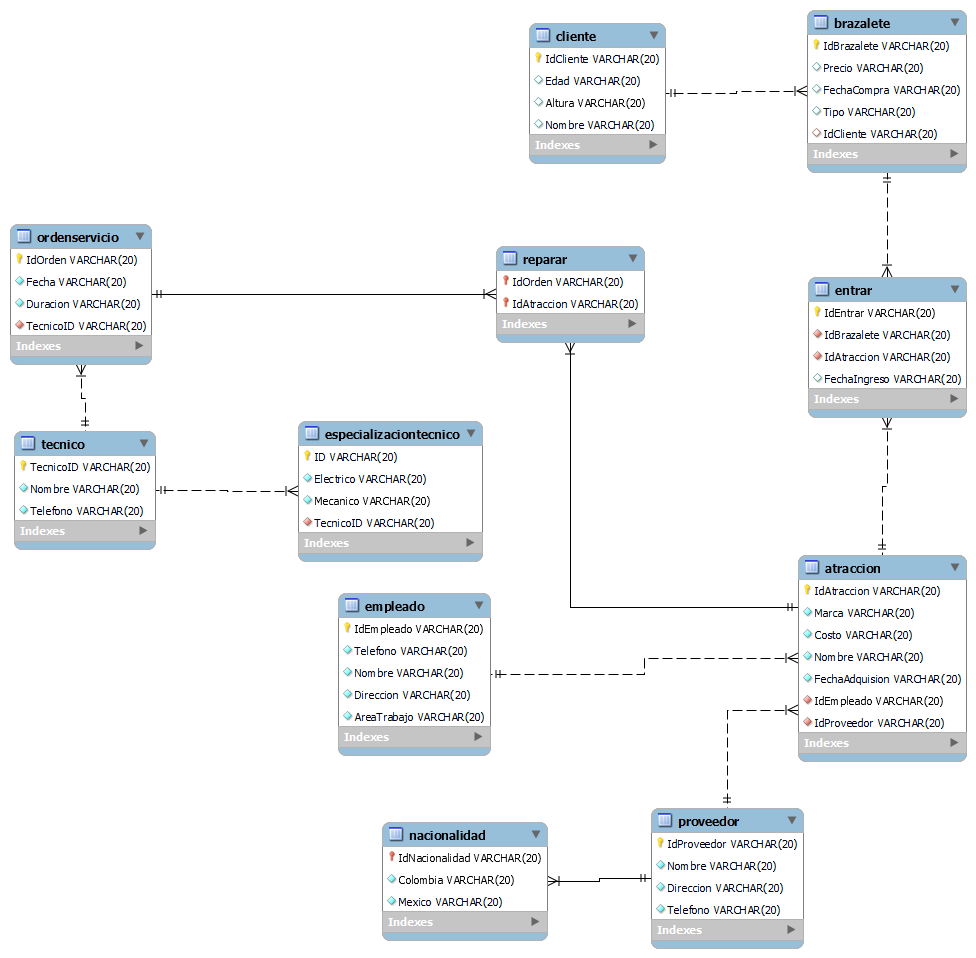 cliente
IdCliente VARCHAR(20)
Edad VARCHAR(20)
Altura VARCHAR(20)
Nombre VARCHAR(20)
Indexes
brazalete
IdBrazalete VARCHAR(20)
Precio VARCHAR(20)
FechaCompra VARCHAR(20)
Tipo VARCHAR(20)
IdCliente VARCHAR(20)
Indexes
ordenservicio
IdOrden VARCHAR(20)
Fecha VARCHAR(20)
Duracion VARCHAR(20)
TecnicoID VARCHAR(20)
Indexes
reparar
IdOrden VARCHAR(20)
IdAtraccion VARCHAR(20)
Indexes
entrar
IdEntrar VARCHAR(20)
IdBrazalete VARCHAR(20)
IdAtraccion VARCHAR(20)
FechaIngreso VARCHAR(20)
Indexes
tecnico
TecnicoID VARCHAR(20)
Nombre VARCHAR(20)
Telefono VARCHAR(20)
Indexes
especializaciontecnico
ID VARCHAR(20)
Electrico VARCHAR(20)
Mecanico VARCHAR(20)
TecnicoID VARCHAR(20)
Indexes
empleado
IdEmpleado VARCHAR(20)
Telefono VARCHAR(20)
Nombre VARCHAR(20)
Direccion VARCHAR(20)
AreaTrabajo VARCHAR(20)
Indexes
atraccion
IdAtraccion VARCHAR(20)
Marca VARCHAR(20)
Costo VARCHAR(20)
Nombre VARCHAR(20)
FechaAdquision VARCHAR(20)
IdEmpleado VARCHAR(20)
IdProveedor VARCHAR(20)
Indexes
nacionalidad
IdNacionalidad VARCHAR(20)
Colombia VARCHAR(20)
Mexico VARCHAR(20)
Indexes
proveedor
IdProveedor VARCHAR(20)
Nombre VARCHAR(20)
Direccion VARCHAR(20)
Telefono VARCHAR(20)
Indexes